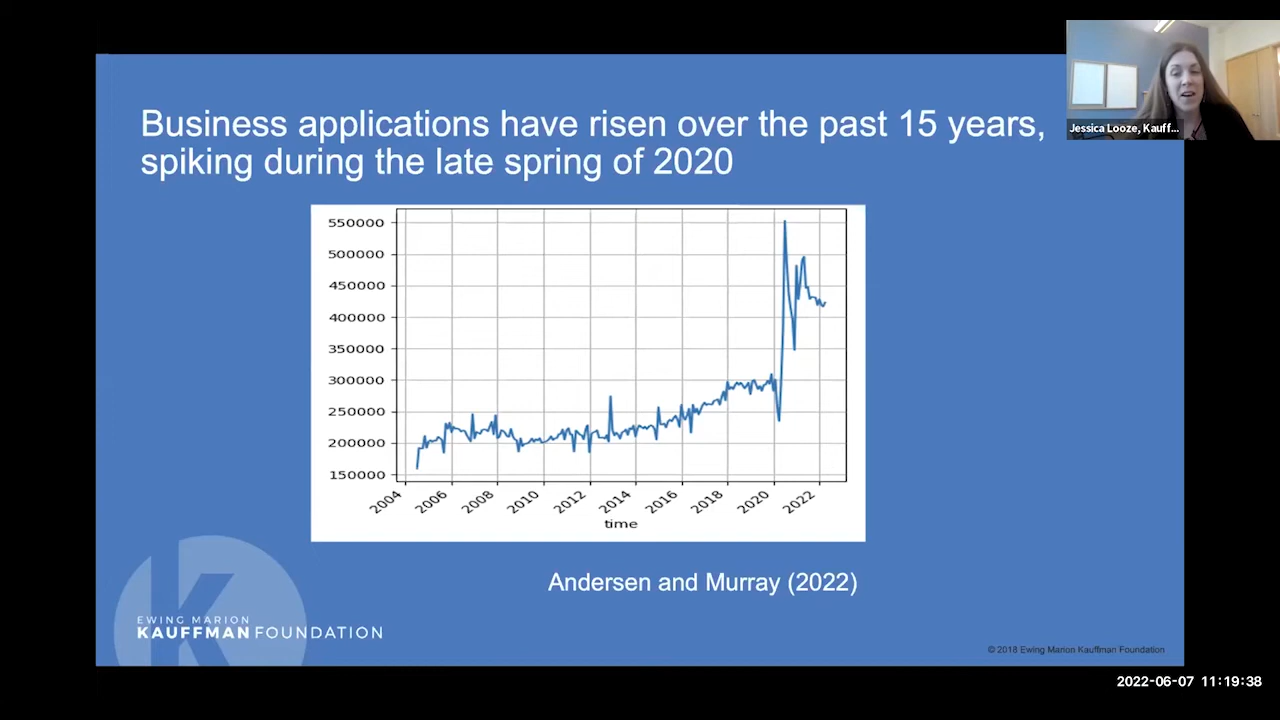 Business applications have risen over the past 15 years,
spiking during the late spring of 2020
Jessica Looze, Kauff...
550000
500000
450000
400000
350000
300000
250000
200000
150000
2004
2006
2008
2010
2012
2014
2016
2018
2020
2022
time
Andersen and Murray (2022)
EWING MARION
KAUFFMAN FOUNDATION
© 2018 Ewing Marion Kauffman Foundation
2022-06-07 11:19:38